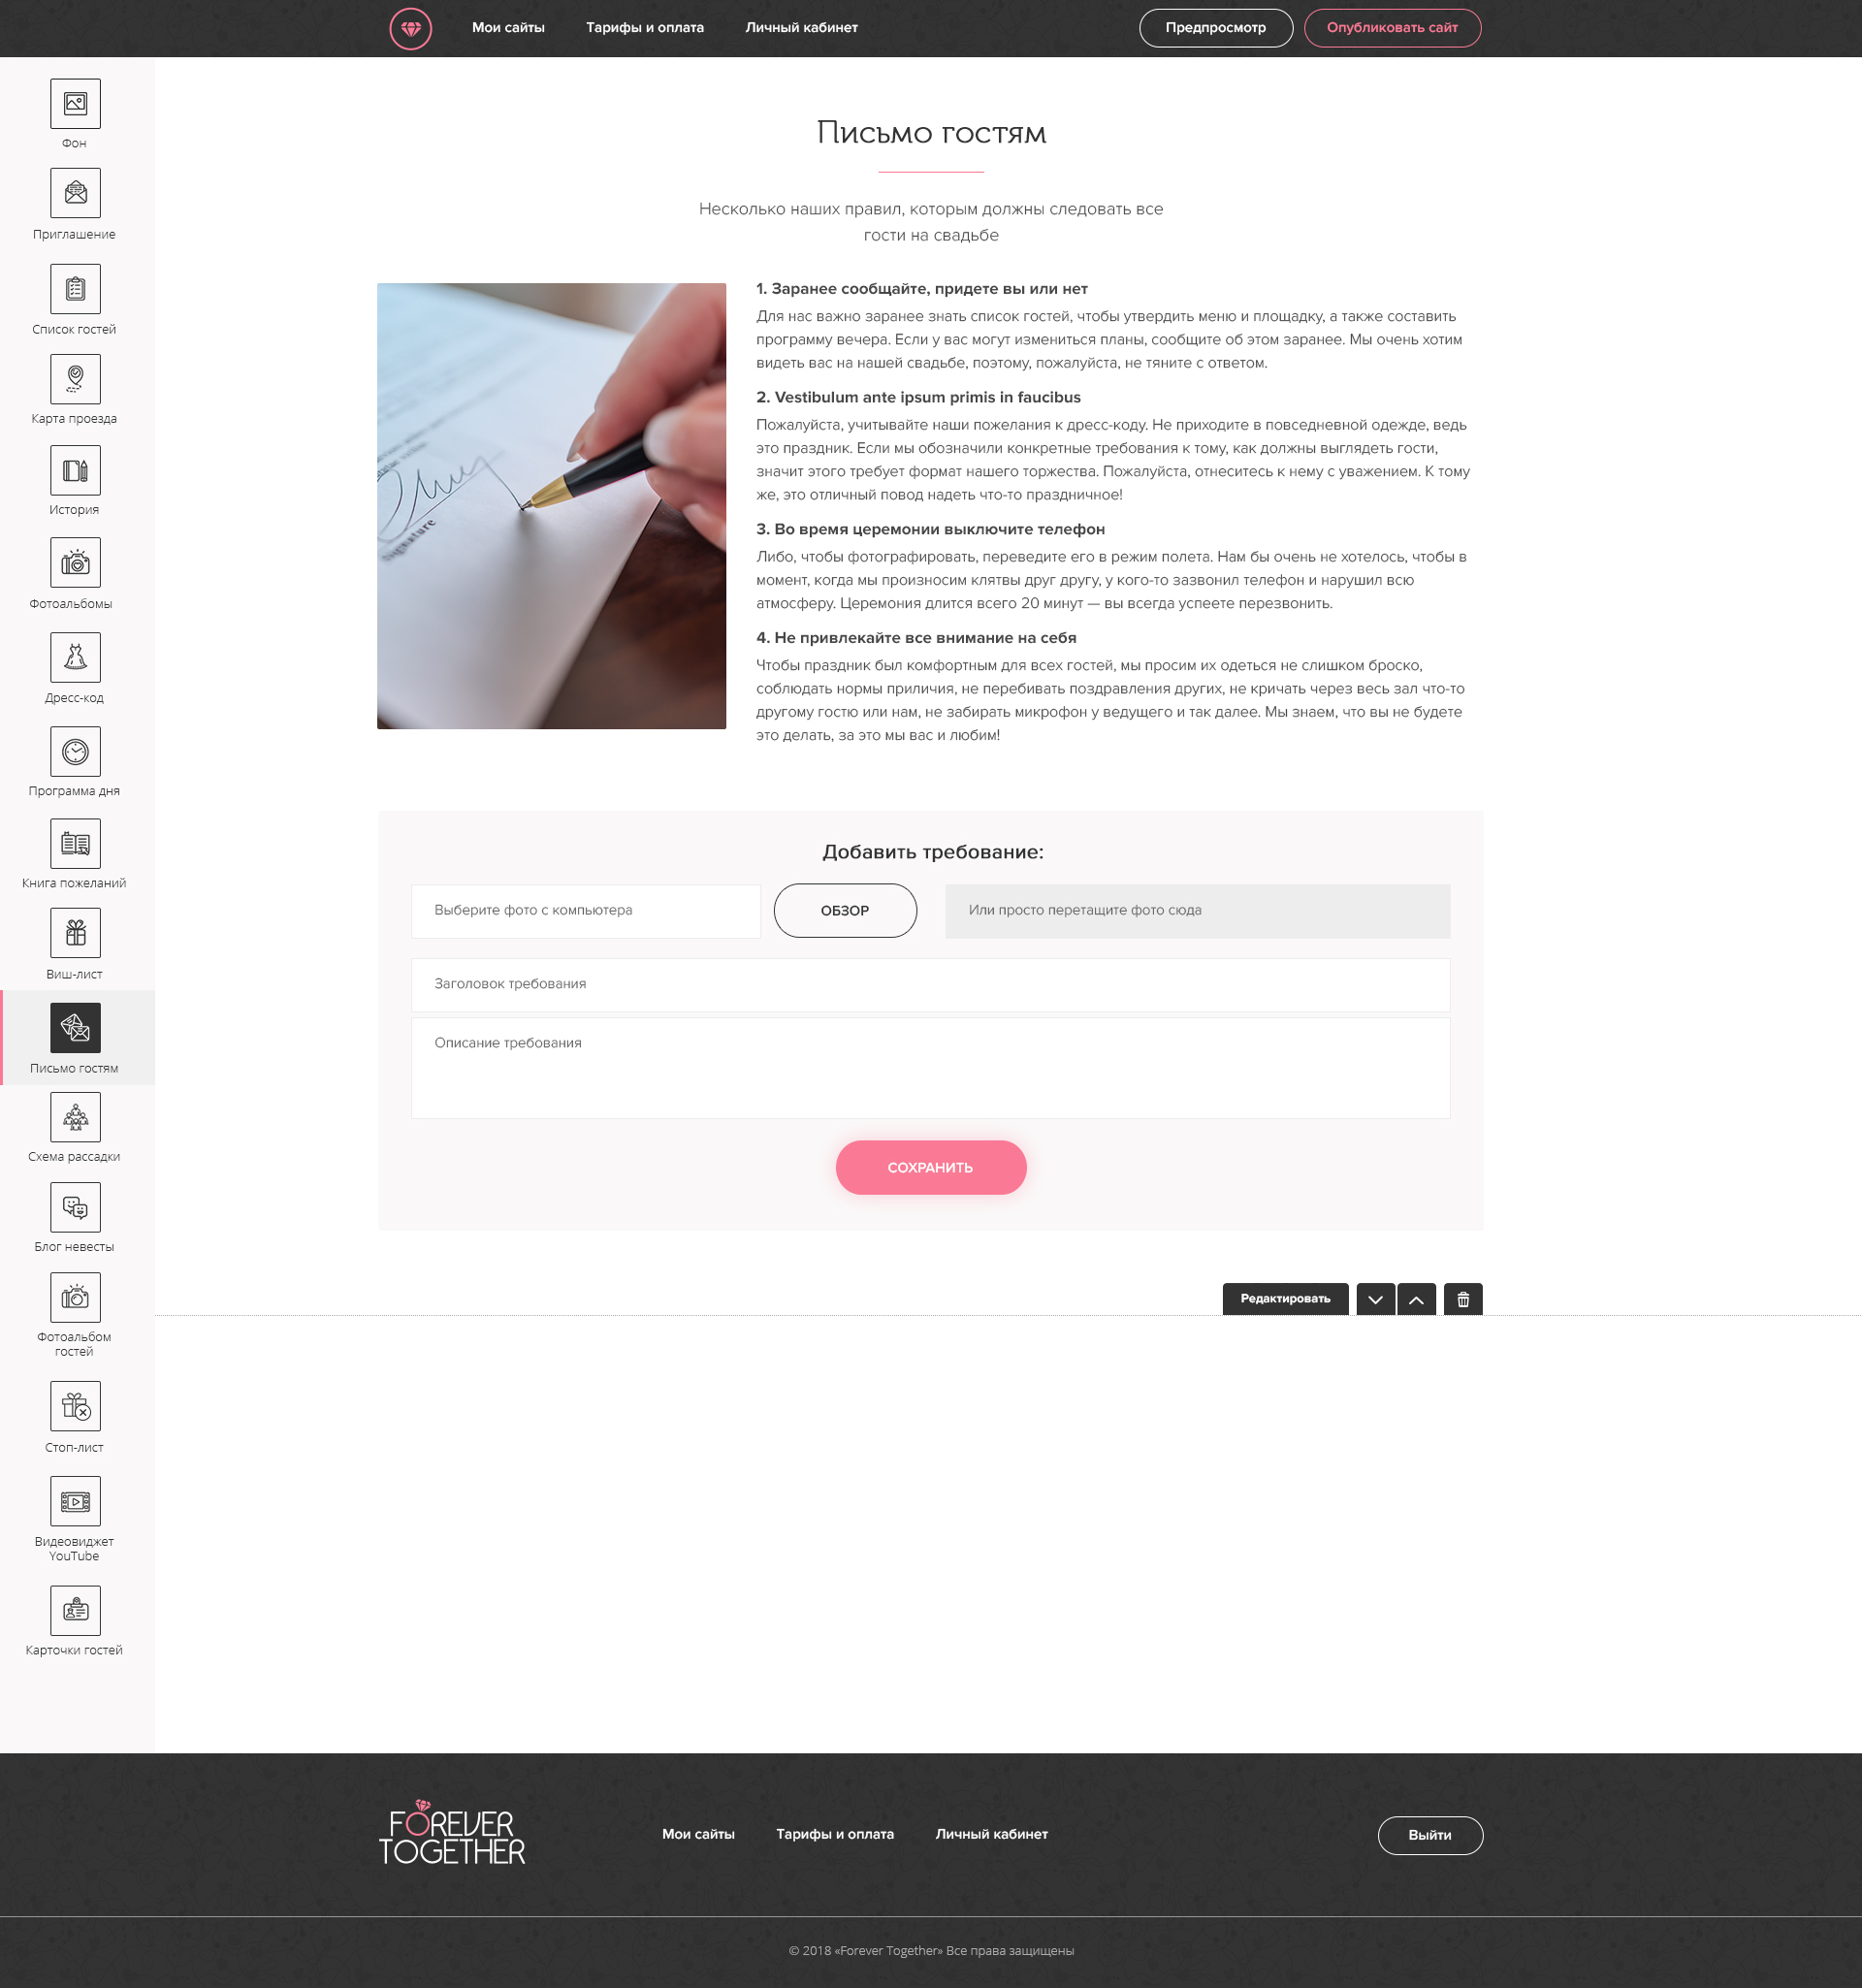 Мои сайты
Тарифы и оплата
Личный кабинет
Предпросмотр
Опубликовать сайт
Фон
Приглашение
Список гостей
Карта проезда
История
Фотоальбомы
Дресс-код
Программа дня
Книга пожеланий
Виш-лист
Письмо гостям
Схема рассадки
Блог невесты
Фотоальбом
гостей
Стоп-лист
Видеовиджет
YouTube
Карточки гостей
Письмо гостям
Несколько наших правил, которым должны следовать все
гости на свадьбе
signature
1. Заранее сообщайте, придете вы или нет
Для нас важно заранее знать список гостей, чтобы утвердить меню и площадку, а также составить
программу вечера. Если у вас могут измениться планы, сообщите об этом заранее. Мы очень хотим
видеть вас на нашей свадьбе, поэтому, пожалуйста, не тяните с ответом.
2. Vestibulum ante ipsum primis in faucibus
Пожалуйста, учитывайте наши пожелания к дресс-коду. Не приходите в повседневной одежде, ведь
это праздник. Если мы обозначили конкретные требования к тому, как должны выглядеть гости,
значит этого требует формат нашего торжества. Пожалуйста, отнеситесь к нему с уважением. К тому
же, это отличный повод надеть что-то праздничное!
3. Во время церемонии выключите телефон
Либо, чтобы фотографировать, переведите его в режим полета. Нам бы очень не хотелось, чтобы в
момент, когда мы произносим клятвы друг другу, у кого-то зазвонил телефон и нарушил всю
атмосферу. Церемония длится всего 20 минут — вы всегда успеете перезвонить.
4. Не привлекайте все внимание на себя
Чтобы праздник был комфортным для всех гостей, мы просим их одеться не слишком броско,
соблюдать нормы приличия, не перебивать поздравления других, не кричать через весь зал что-то
другому гостю или нам, не забирать микрофон у ведущего и так далее. Мы знаем, что вы не будете
это делать, за это мы вас и любим!
Добавить требование:
Выберите фото с компьютера
ОБЗОР
Или просто перетащите фото сюда
Заголовок требования
Описание требования
СОХРАНИТЬ
Редактировать
FOREVER
TOGETHER
Мои сайты
Тарифы и оплата
Личный кабинет
Выйти
© 2018 «Forever Together» Все права защищены